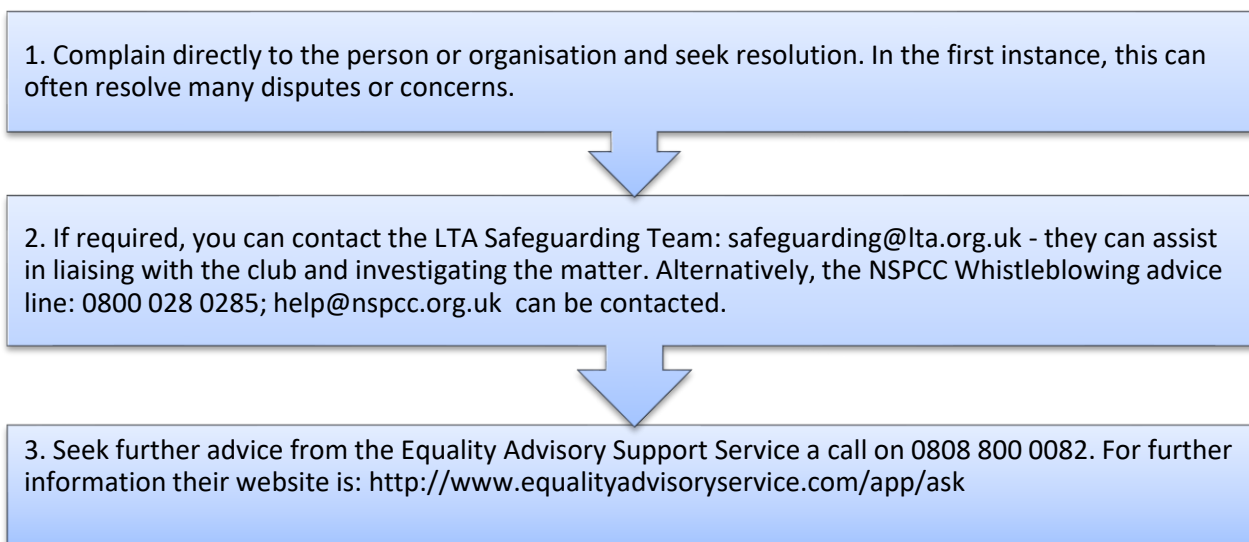 1. Complain directly to the person or organisation and seek resolution. In the first instance, this can
often resolve many disputes or concerns.
2. If required, you can contact the LTA Safeguarding Team: safeguarding@lta.org.uk - they can assist
in liaising with the club and investigating the matter. Alternatively, the NSPCC Whistleblowing advice
line: 0800 028 0285; help@nspcc.org.uk  can be contacted.
3. Seek further advice from the Equality Advisory Support Service a call on 0808 800 0082. For further
information their website is: http://www.equalityadvisoryservice.com/app/ask